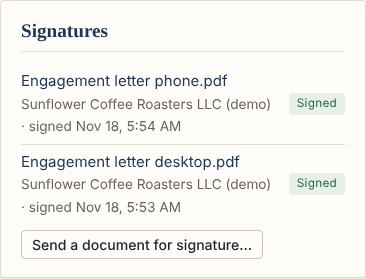 Signatures
Engagement letter phone.pdf
Sunflower Coffee Roasters LLC (demo)
· signed Nov 18, 5:54 AM
Signed
Engagement letter desktop.pdf
Sunflower Coffee Roasters LLC (demo)
· signed Nov 18, 5:53 AM
Signed
Send a document for signature...